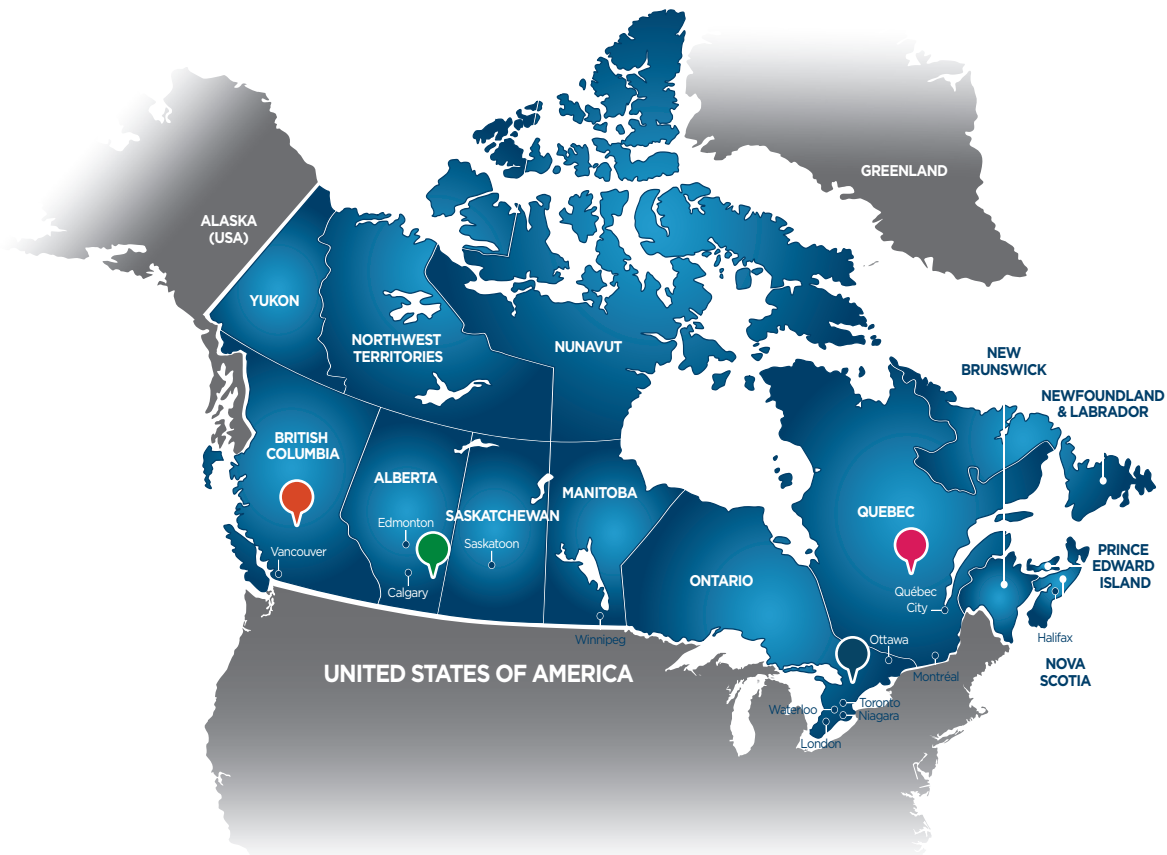 GREENLAND
ALASKA
(USA)
YUKON
NORTHWEST
TERRITORIES
NUNAVUT
NEW
BRUNSWICK
NEWFOUNDLAND
& LABRADOR
BRITISH
COLUMBIA
ALBERTA
SASKATCHEWAN
MANITOBA
QUEBEC
Edmonton
Saskatoon
Vancouver
Calgary
ONTARIO
PRINCE
EDWARD
ISLAND
Québec
City
Winnipeg
Ottawa
Halifax
UNITED STATES OF AMERICA
Montréal
NOVA
SCOTIA
Waterloo
Toronto
Niagara
London